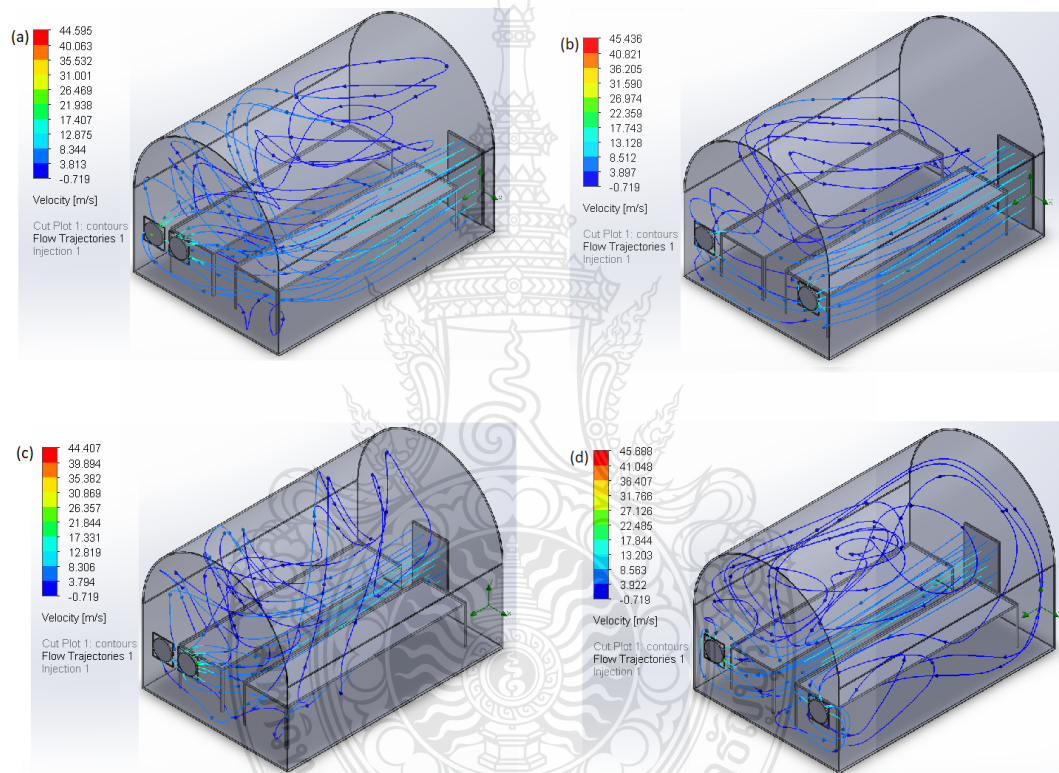 (a)
44.595
40.063
35.532
31.001
26.469
21.938
17.407
12.875
8.344
3.813
-0.719
Velocity [m/s]
Cut Plot 1: contours
Flow Trajectories 1
Injection 1
(b)
45.436
40.821
36.205
31.590
26.974
22.359
17.743
13.128
8.512
3.897
-0.719
Velocity [m/s]
Cut Plot 1: contours
Flow Trajectories 1
Injection 1
(c)
44.407
39.894
35.382
30.869
26.357
21.844
17.331
12.819
8.306
3.794
-0.719
Velocity [m/s]
Cut Plot 1: contours
Flow Trajectories 1
Injection 1
(d)
45.688
41.048
36.407
31.766
27.126
22.485
17.844
13.203
8.563
3.922
-0.719
Velocity [m/s]
Cut Plot 1: contours
Flow Trajectories 1
Injection 1